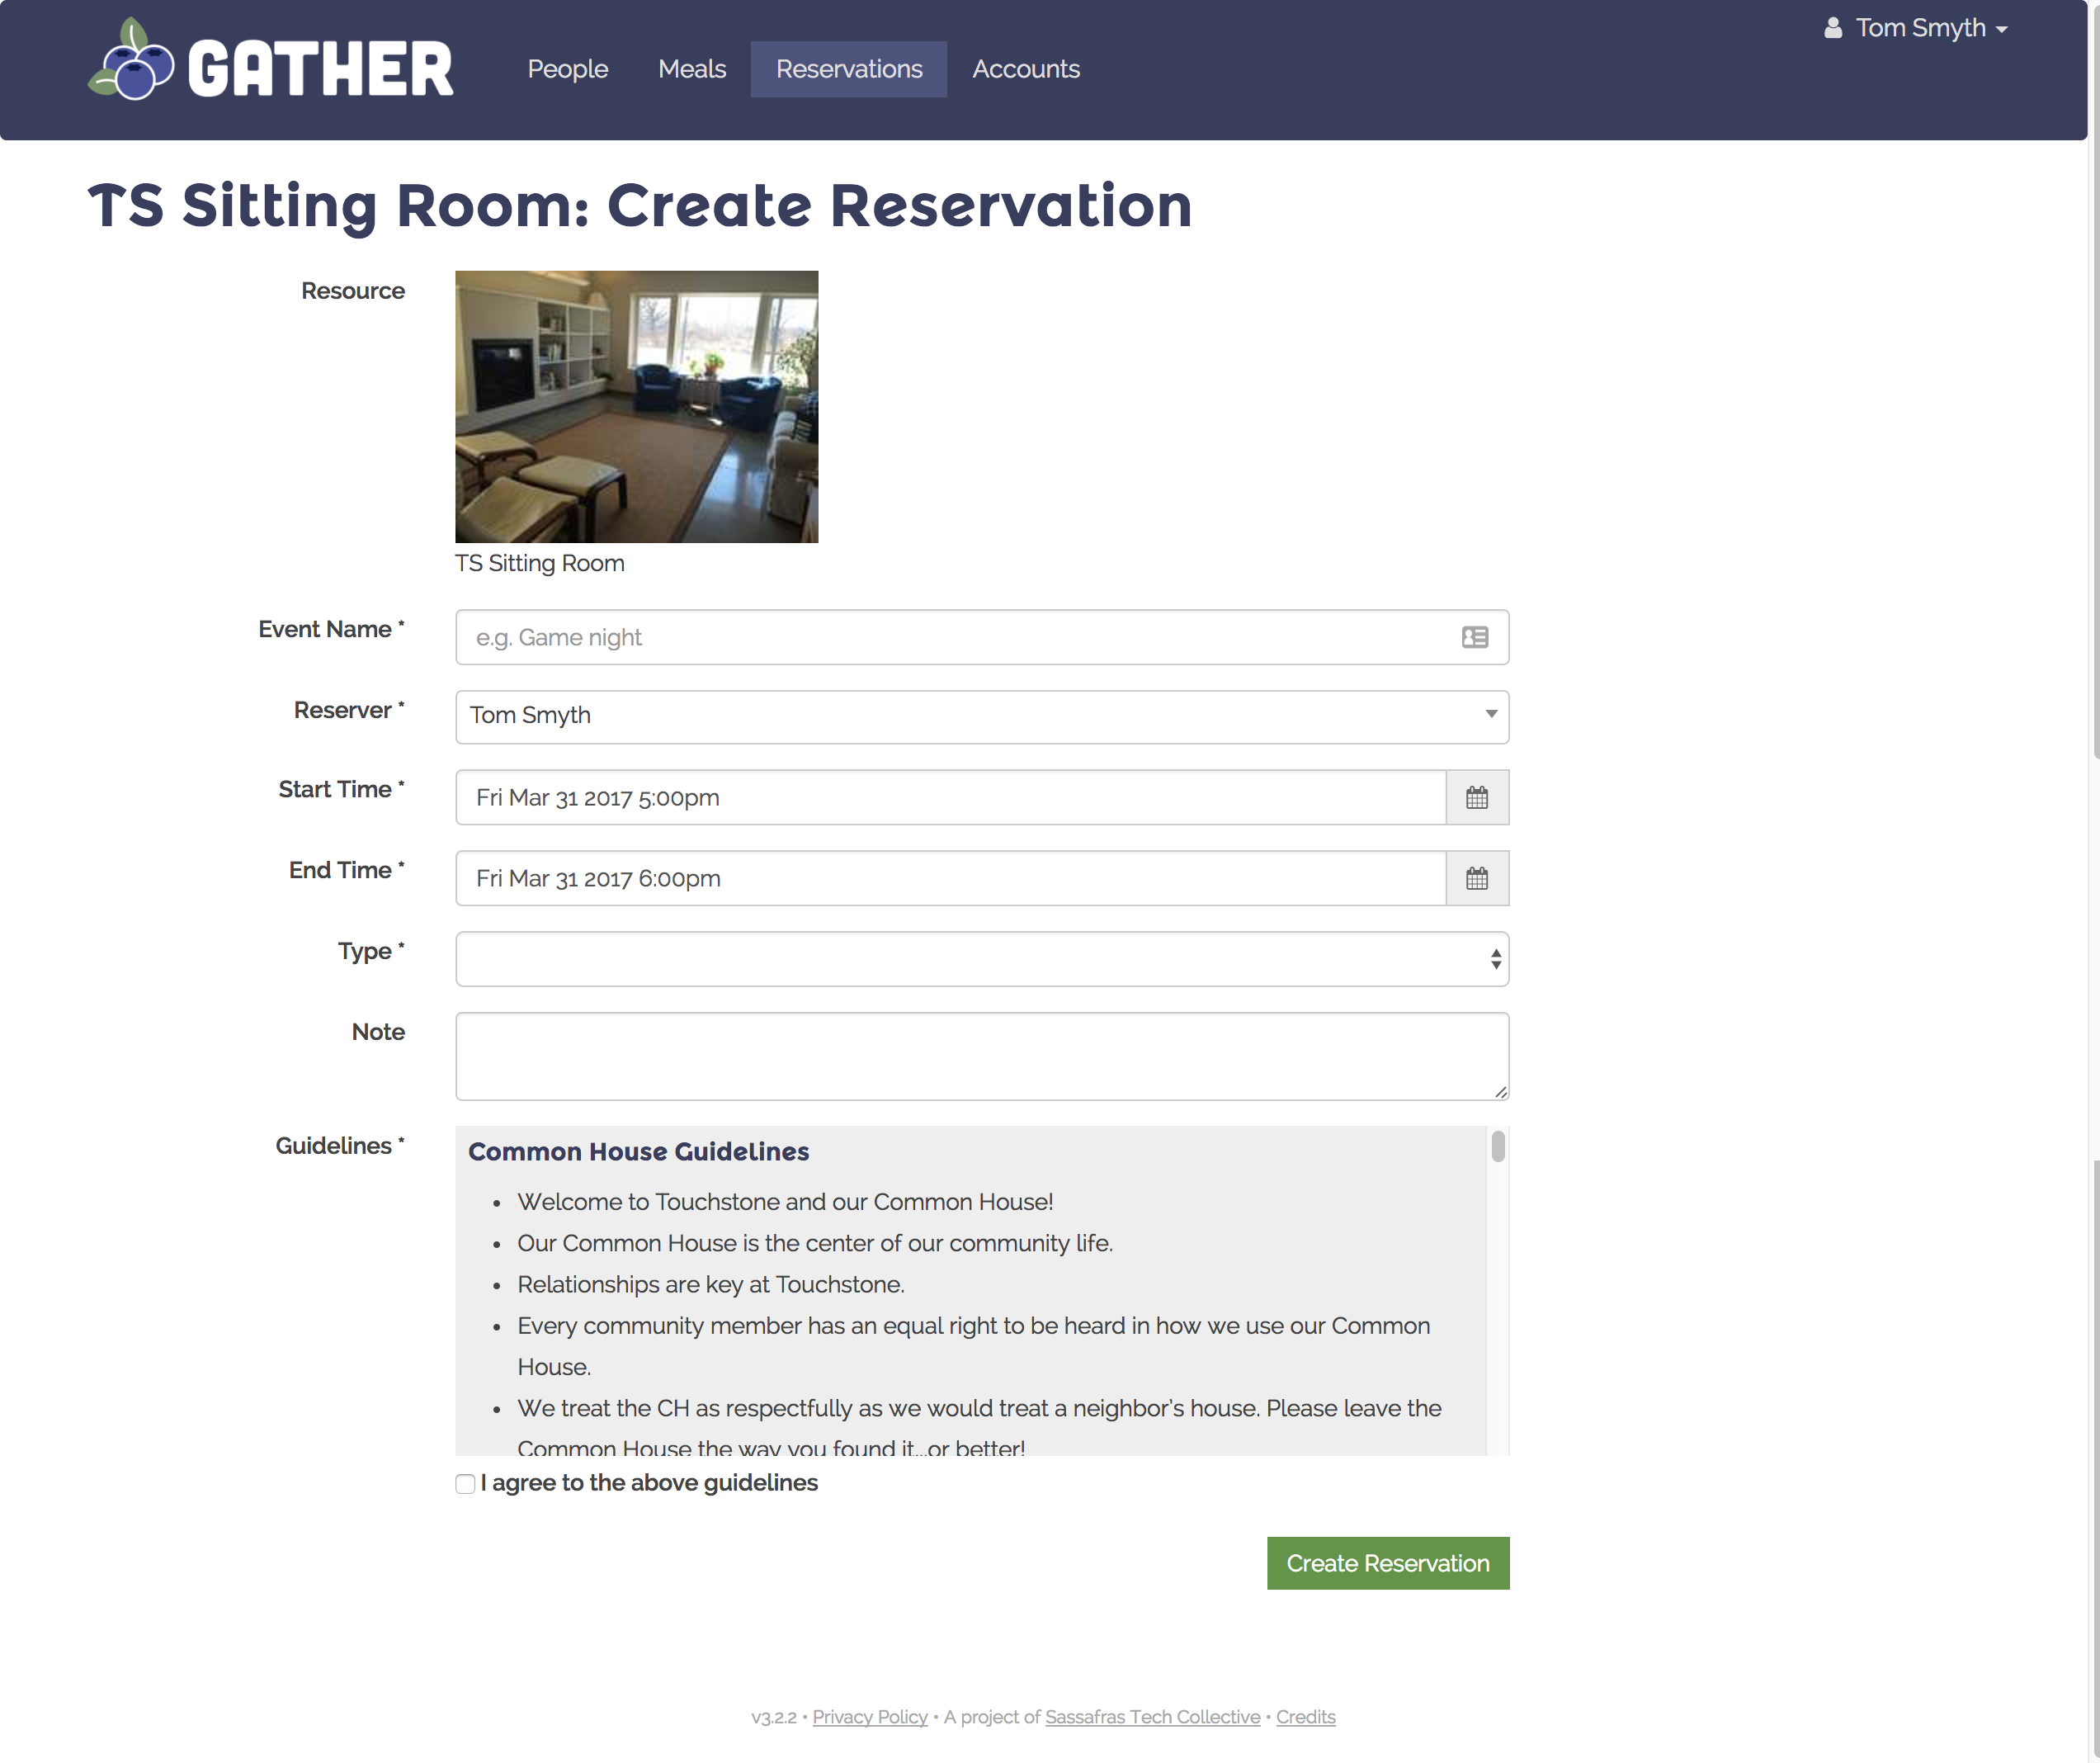 GATHER
People Meals Reservations Accounts
Tom Smyth
TS Sitting Room: Create Reservation
Resource
TS Sitting Room
Event Name *
e.g. Game night
Reserver *
Tom Smyth
Start Time *
Fri Mar 31 2017 5:00pm
End Time *
Fri Mar 31 2017 6:00pm
Type *
Note
Guidelines *
Common House Guidelines
• Welcome to Touchstone and our Common House!
• Our Common House is the center of our community life.
• Relationships are key at Touchstone.
• Every community member has an equal right to be heard in how we use our Common
House.
• We treat the CH as respectfully as we would treat a neighbor's house. Please leave the
Common House the way you found it...or better!
I agree to the above guidelines
Create Reservation
v3.2.2 • Privacy Policy • A project of Sassafras Tech Collective • Credits